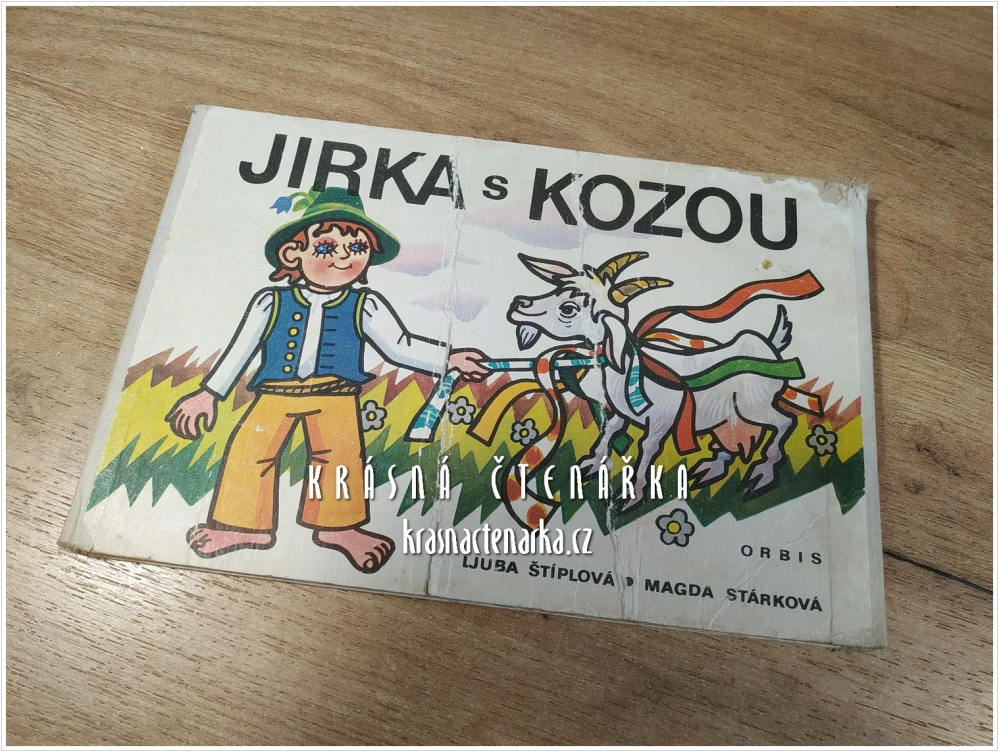 JIRKA s KOZOU
KRÁSNÁ ČTENÁŘKA
krasnactenarka.cz
ORBIS
LJUBA ŠTÍPLOVÁ • MAGDA STÁRKOVÁ